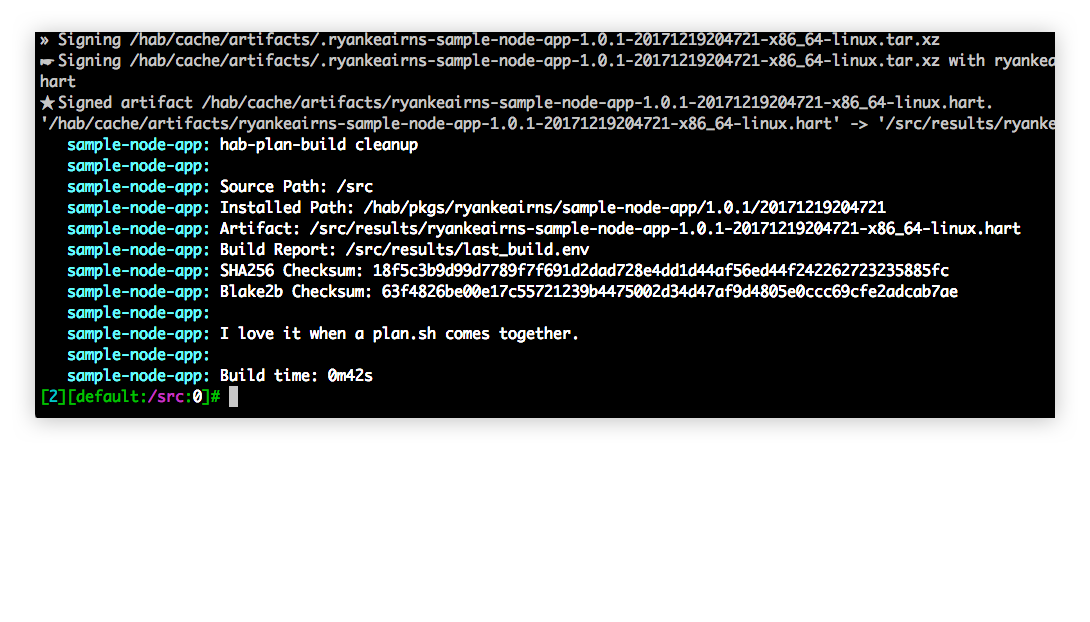 » Signing /hab/cache/artifacts/.ryankeairns-sample-node-app-1.0.1-20171219204721-x86_64-linux.tar.xz
☛ Signing /hab/cache/artifacts/.ryankeairns-sample-node-app-1.0.1-20171219204721-x86_64-linux.tar.xz with ryankea
hart
★ Signed artifact /hab/cache/artifacts/ryankeairns-sample-node-app-1.0.1-20171219204721-x86_64-linux.hart.
'/hab/cache/artifacts/ryankeairns-sample-node-app-1.0.1-20171219204721-x86_64-linux.hart' -> '/src/results/ryanke
sample-node-app: hab-plan-build cleanup
sample-node-app:
sample-node-app: Source Path: /src
sample-node-app: Installed Path: /hab/pkgs/ryankeairns/sample-node-app/1.0.1/20171219204721
sample-node-app: Artifact: /src/results/ryankeairns-sample-node-app-1.0.1-20171219204721-x86_64-linux.hart
sample-node-app: Build Report: /src/results/last_build.env
sample-node-app: SHA256 Checksum: 18f5c3b9d99d7789f7f691d2dad728e4dd1d44af56ed44f242262723235885fc
sample-node-app: Blake2b Checksum: 63f4826be00e17c55721239b4475002d34d47af9d4805e0ccc69cfe2adcab7ae
sample-node-app:
sample-node-app: I love it when a plan.sh comes together.
sample-node-app:
sample-node-app: Build time: 0m42s
[2][default:/src:0]#